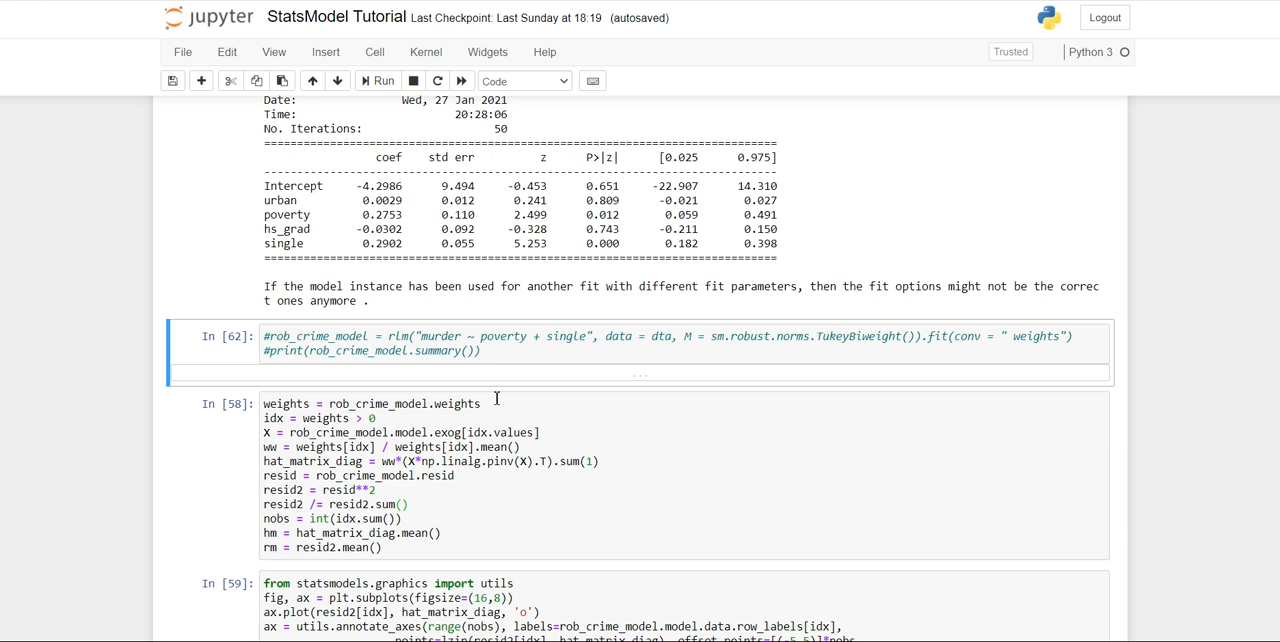 jupyter StatsModel Tutorial Last Checkpoint: Last Sunday at 18:19 (autosaved) Logout
File Edit View Insert Cell Kernel Widgets Help Trusted Python 3
Run Code
Date: Wed, 27 Jan 2021
Time: 20:28:06
No. Iterations: 50
==============================================================================
coef std err z P>|z| [0.025 0.975]
------------------------------------------------------------------------------
Intercept -4.2986 9.494 -0.453 0.651 -22.907 14.310
urban 0.0029 0.012 0.241 0.809 -0.021 0.027
poverty 0.2753 0.110 2.499 0.012 0.059 0.491
hs_grad -0.0302 0.092 -0.328 0.743 -0.211 0.150
single 0.2902 0.055 5.253 0.000 0.182 0.398
==============================================================================
If the model instance has been used for another fit with different fit parameters, then the fit options might not be the correc
t ones anymore .
In [62]: #rob_crime_model = rlm("murder ~ poverty + single", data = dta, M = sm.robust.norms.TukeyBiweight()).fit(conv = " weights")
#print(rob_crime_model.summary())
...
In [58]: weights = rob_crime_model.weights
idx = weights > 0
X = rob_crime_model.model.exog[idx.values]
ww = weights[idx] / weights[idx].mean()
hat_matrix_diag = ww*(X*np.linalg.pinv(X).T).sum(1)
resid = rob_crime_model.resid
resid2 = resid**2
resid2 /= resid2.sum()
nobs = int(idx.sum())
hm = hat_matrix_diag.mean()
rm = resid2.mean()
In [59]: from statsmodels.graphics import utils
fig, ax = plt.subplots(figsize=(16,8))
ax.plot(resid2[idx], hat_matrix_diag, 'o')
ax = utils.annotate_axes(range(nobs), labels=rob_crime_model.model.data.row_labels[idx],
points=lzip(resid2[idx], hat_matrix_diag), offset_points=[(-5,5)]*nobs,